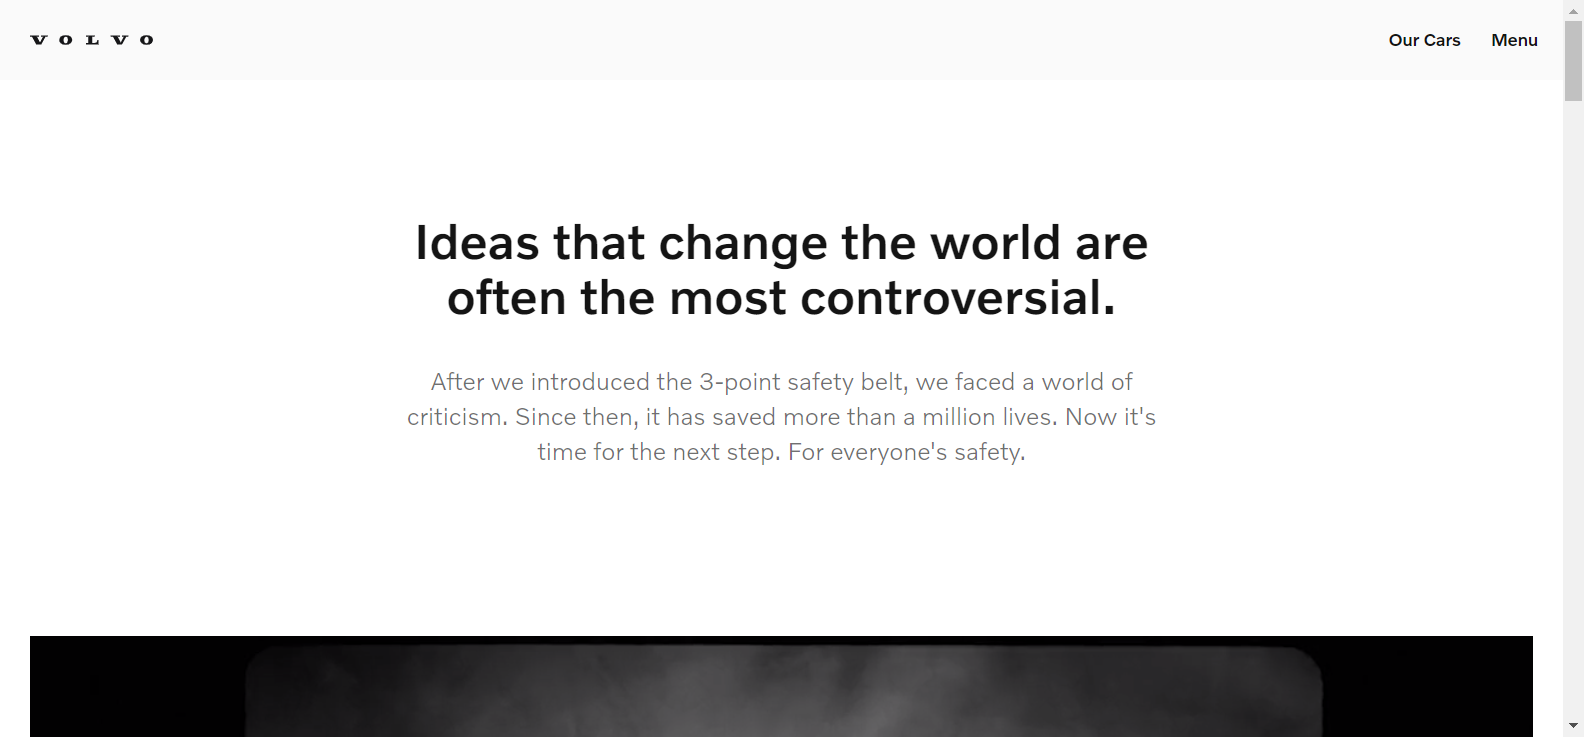 VOLVO
Our Cars
Menu
Ideas that change the world are
often the most controversial.
After we introduced the 3-point safety belt, we faced a world of
criticism. Since then, it has saved more than a million lives. Now it's
time for the next step. For everyone's safety.